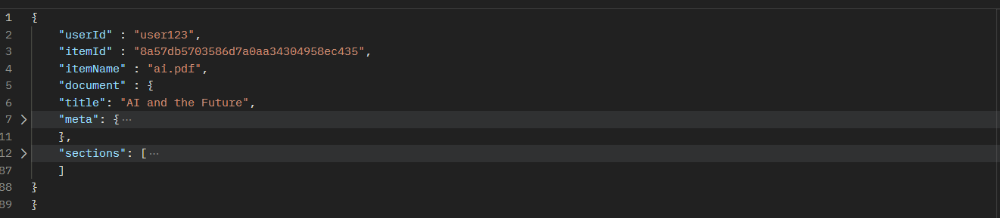 1 {
2 "userId" : "user123",
3 "itemId" : "8a57db5703586d7a0aa34304958ec435",
4 "itemName" : "ai.pdf",
5 "document" : {
6 "title": "AI and the Future",
7 "meta": {…
11 },
12 "sections": […
87 ]
88 }
89 }